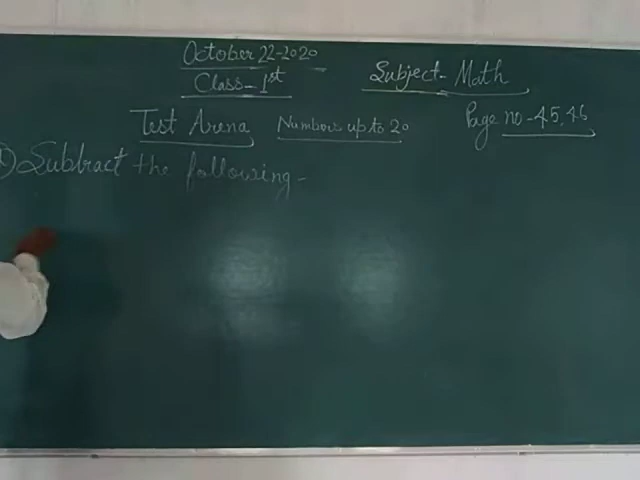 October 22-2020
Class-1st Subject- Math
Test Arena Numbers up to 20 Page no-45,46
Subtract the following-